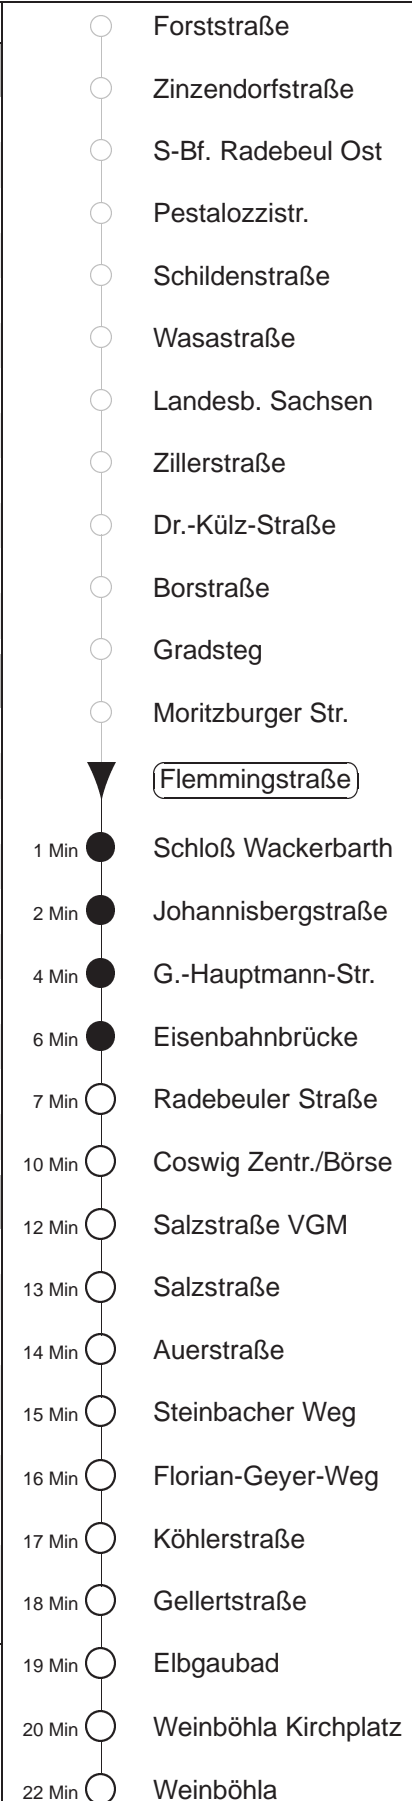 Forststraße
Zinzendorfstraße
S-Bf. Radebeul Ost
Pestalozzistr.
Schildenstraße
Wasastraße
Landesb. Sachsen
Zillerstraße
Dr.-Külz-Straße
Borstraße
Gradsteg
Moritzburger Str.
Flemmingstraße
1 Min Schloß Wackerbarth
2 Min Johannisbergstraße
4 Min G.-Hauptmann-Str.
6 Min Eisenbahnbrücke
7 Min Radebeuler Straße
10 Min Coswig Zentr./Börse
12 Min Salzstraße VGM
13 Min Salzstraße
14 Min Auerstraße
15 Min Steinbacher Weg
16 Min Florian-Geyer-Weg
17 Min Köhlerstraße
18 Min Gellertstraße
19 Min Elbgaubad
20 Min Weinböhla Kirchplatz
22 Min Weinböhla